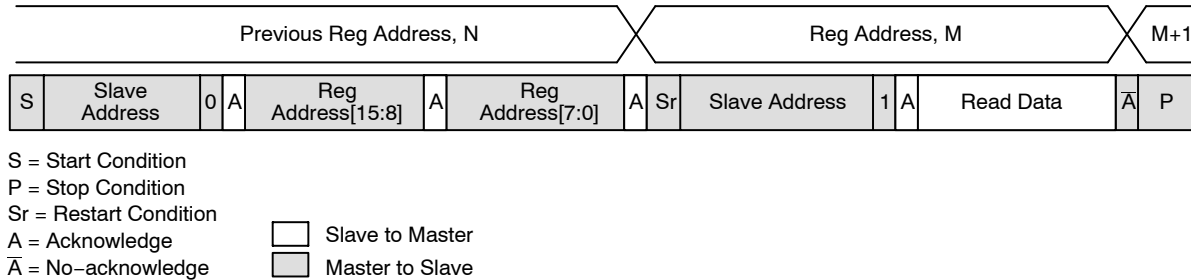 Previous Reg Address, N Reg Address, M M+1
S Slave Address 0 A Reg Address[15:8] A Reg Address[7:0] A Sr Slave Address 1 A Read Data A̅ P
S = Start Condition
P = Stop Condition
Sr = Restart Condition
A = Acknowledge
A̅ = No−acknowledge
Slave to Master
Master to Slave